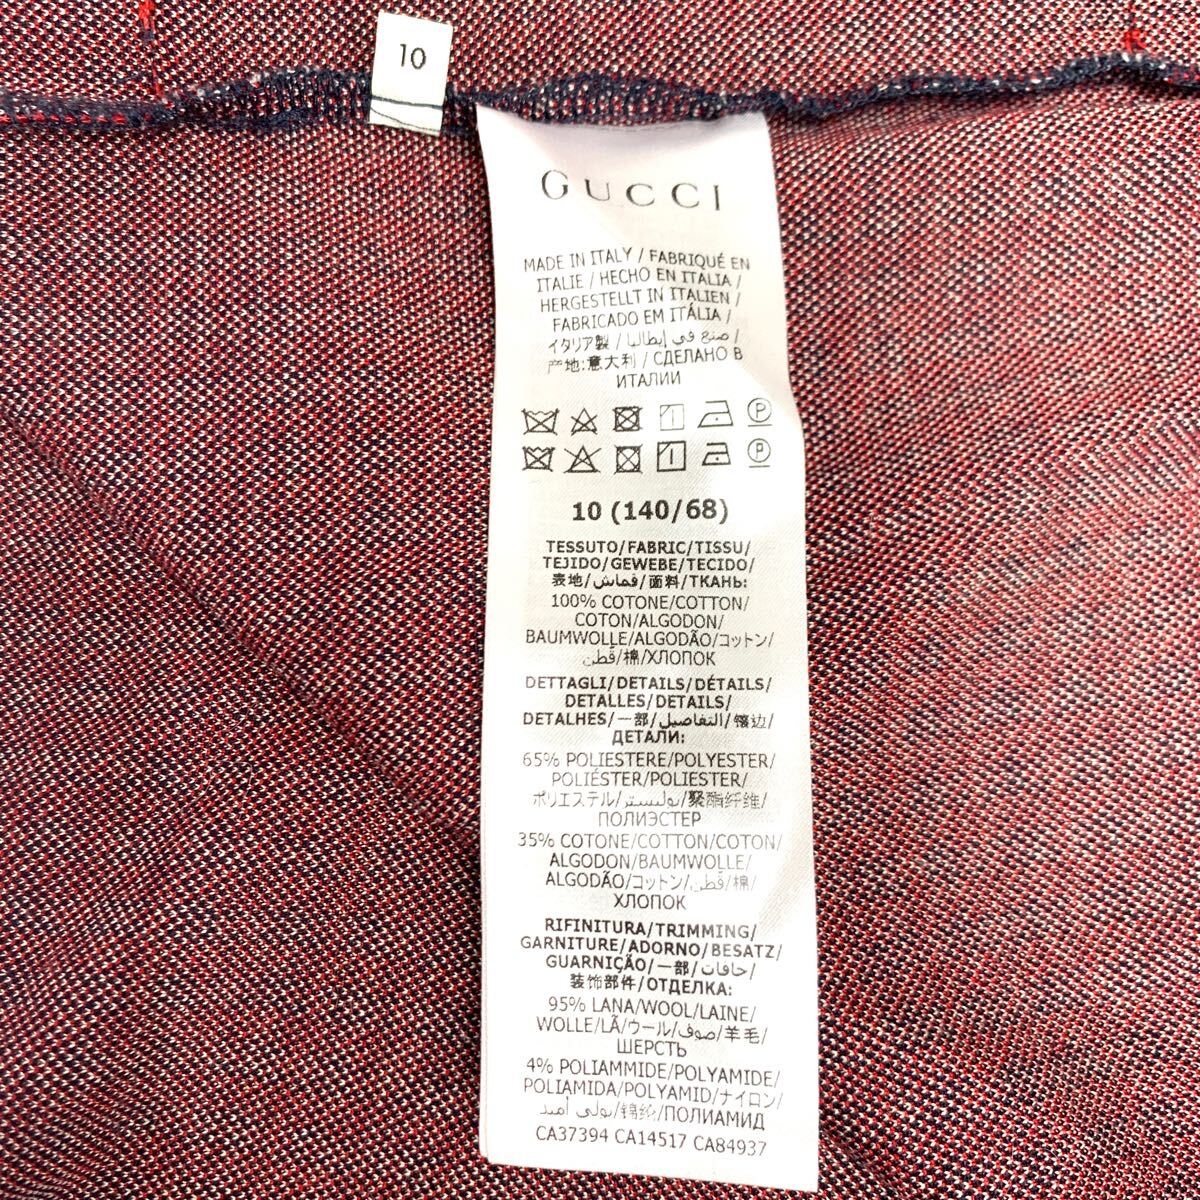 10
GUCCI
MADE IN ITALY / FABRIQUÉ EN
ITALIE / HECHO EN ITALIA /
HERGESTELLT IN ITALIEN /
FABRICADO EM ITÁLIA /
イタリア製 / صنع في إيطاليا /
产地:意大利 / СДЕЛАНО В
ИТАЛИИ
10 (140/68)
TESSUTO/FABRIC/TISSU/
TEJIDO/GEWEBE/TECIDO/
表地/قماش/面料/ТКАНЬ:
100% COTONE/COTTON/
COTON/ALGODON/
BAUMWOLLE/ALGODÃO/コットン/
قطن/棉/ХЛОПОК
DETTAGLI/DETAILS/DÉTAILS/
DETALLES/DETAILS/
DETALHES/一部/التفاصيل/镶边/
ДЕТАЛИ:
65% POLIESTERE/POLYESTER/
POLIÉSTER/POLIESTER/
ポリエステル/بوليستر/聚酯纤维/
ПОЛИЭСТЕР
35% COTONE/COTTON/COTON/
ALGODON/BAUMWOLLE/
ALGODÃO/コットン/قطن/棉/
ХЛОПОК
RIFINITURA/TRIMMING/
GARNITURE/ADORNO/BESATZ/
GUARNIÇÃO/一部/حافات/
装饰部件/ОТДЕЛКА:
95% LANA/WOOL/LAINE/
WOLLE/LÃ/ウール/صوف/羊毛/
ШЕРСТЬ
4% POLIAMMIDE/POLYAMIDE/
POLIAMIDA/POLYAMID/ナイロン/
بولي أميد/锦纶/ПОЛИАМИД
CA37394 CA14517 CA84937